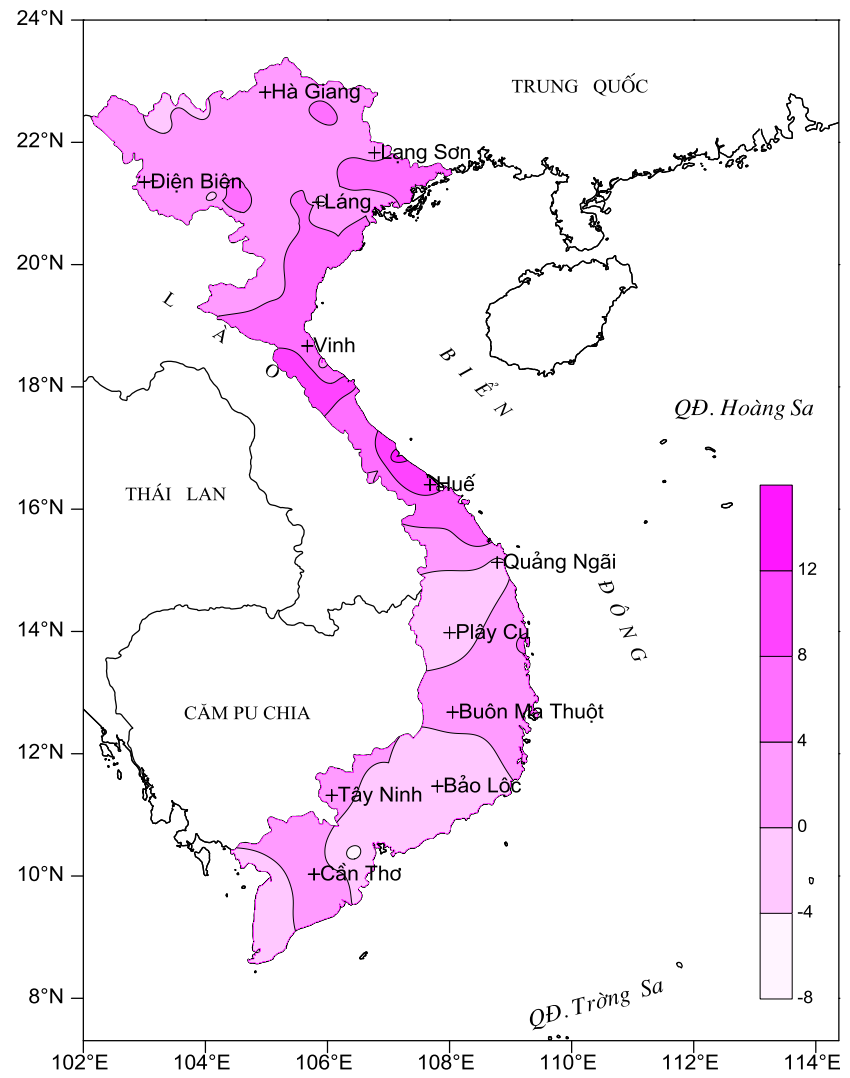 24°N
TRUNG QUỐC
Hà Giang
22°N
Lạng Sơn
Điện Biên
Láng
20°N
L À O
Vinh
18°N
BIỂN
QĐ. Hoàng Sa
THÁI LAN
Huế
16°N
Quảng Ngãi
12
ĐÔNG
14°N
Plây Cu
8
CĂM PU CHIA
Buôn Ma Thuột
4
12°N
Bảo Lộc
Tây Ninh
0
10°N
Cần Thơ
-4
8°N
QĐ. Trờng Sa
-8
102°E 104°E 106°E 108°E 110°E 112°E 114°E